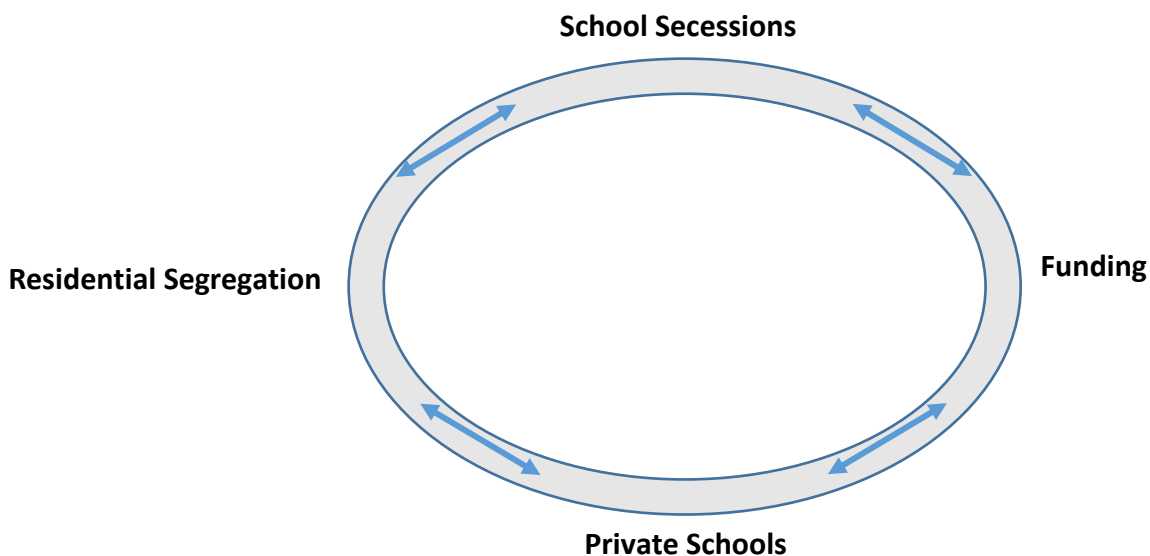 School Secessions
Residential Segregation
Funding
Private Schools